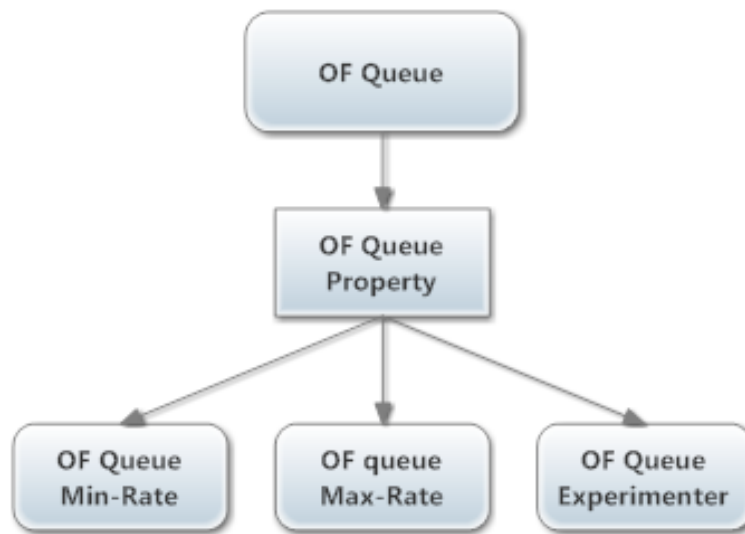 OF Queue
OF Queue
Property
OF Queue
Min-Rate
OF queue
Max-Rate
OF Queue
Experimenter